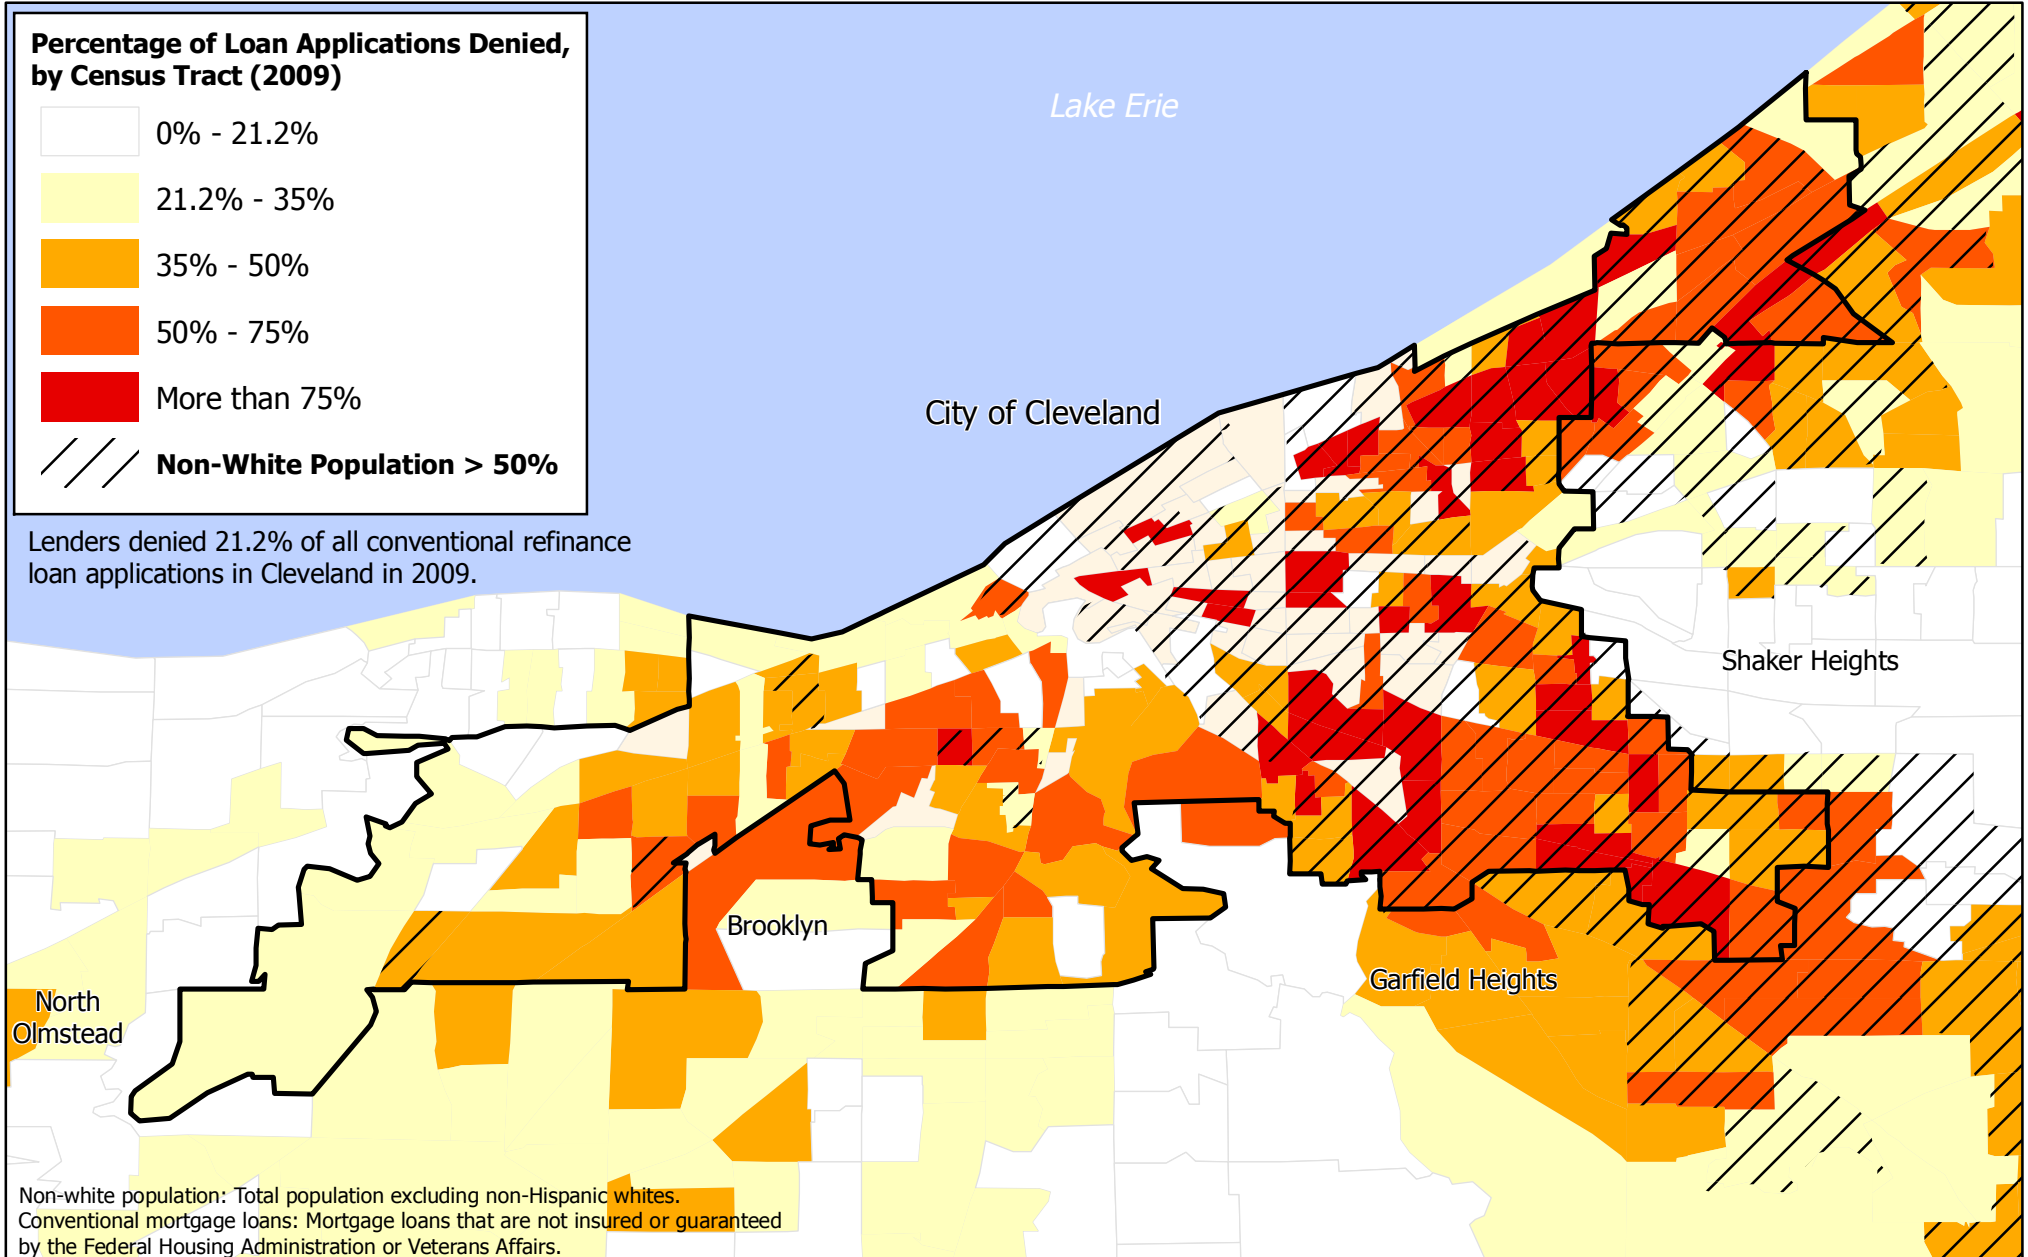 Percentage of Loan Applications Denied,
by Census Tract (2009)
0% - 21.2%
21.2% - 35%
35% - 50%
50% - 75%
More than 75%
Non-White Population > 50%
Lenders denied 21.2% of all conventional refinance
loan applications in Cleveland in 2009.
Lake Erie
City of Cleveland
Shaker Heights
Brooklyn
Garfield Heights
North
Olmstead
Non-white population: Total population excluding non-Hispanic whites.
Conventional mortgage loans: Mortgage loans that are not insured or guaranteed
by the Federal Housing Administration or Veterans Affairs.